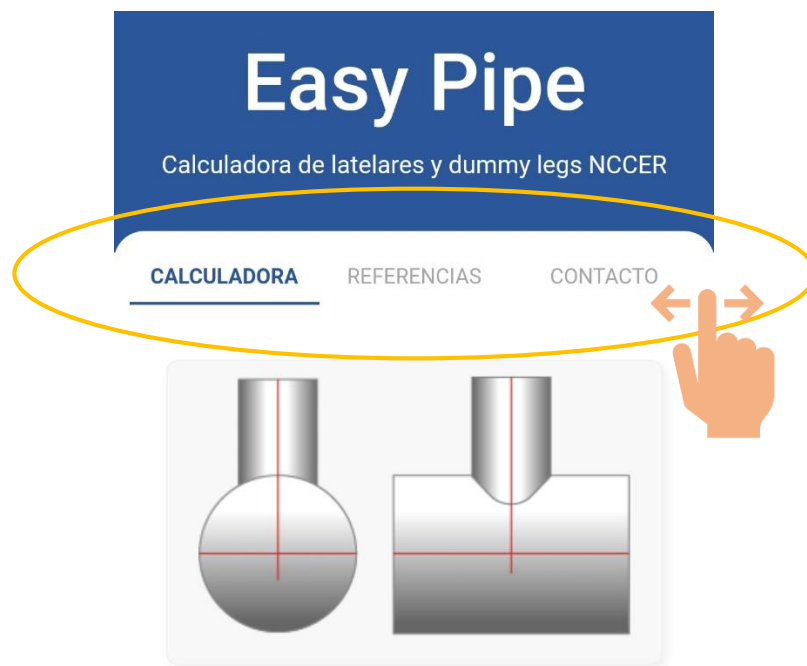 Easy Pipe
Calculadora de latelares y dummy legs NCCER
CALCULADORA REFERENCIAS CONTACTO